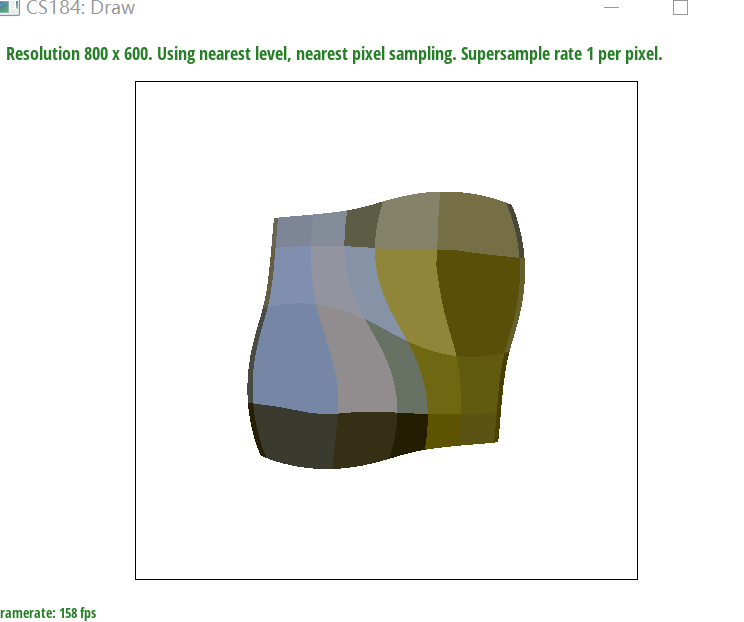 CS184: Draw
Resolution 800 x 600. Using nearest level, nearest pixel sampling. Supersample rate 1 per pixel.
ramerate: 158 fps